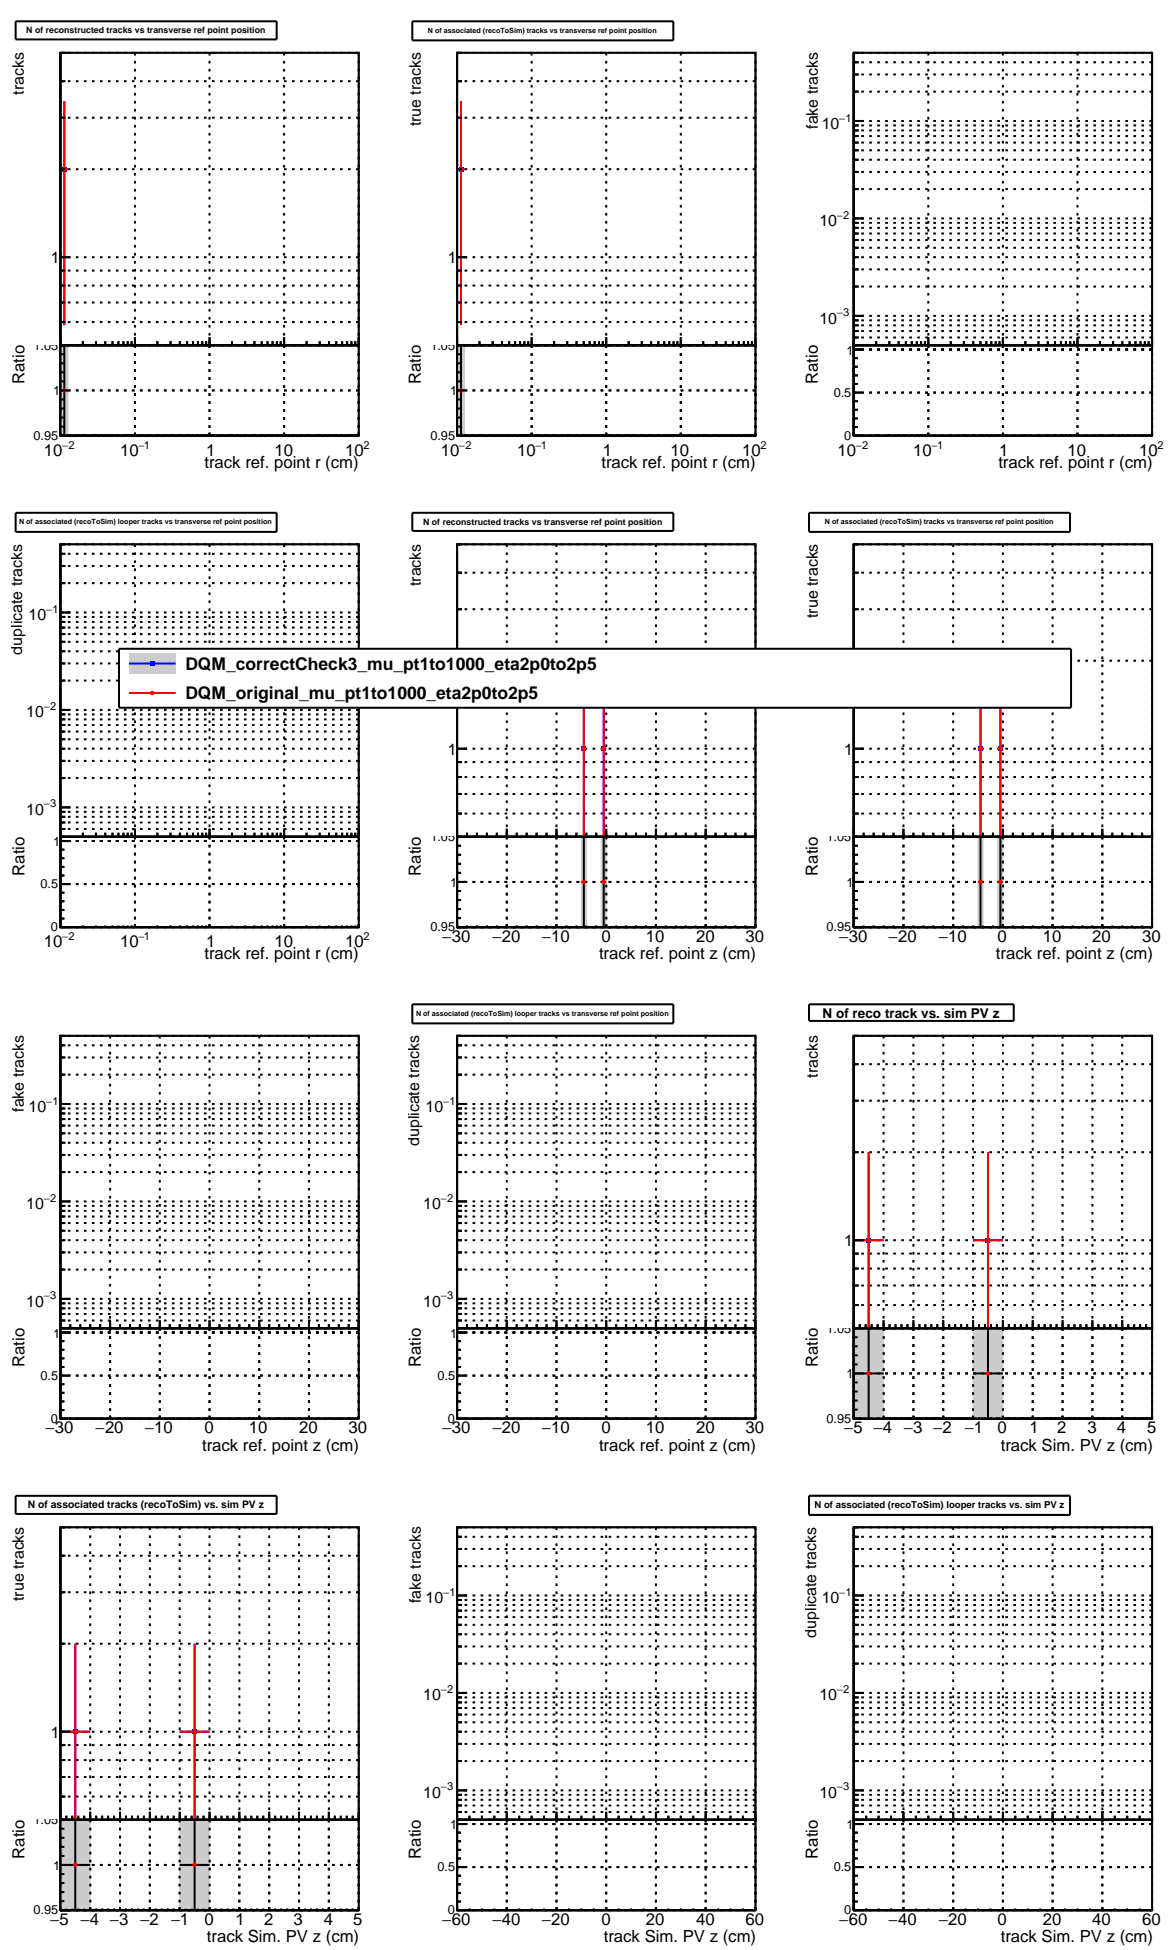 N of reconstructed tracks vs transverse ref point position
tracks
1
1.05
Ratio
1
0.95
10−2 10−1 1 10 102
track ref. point r (cm)
N of associated (recoToSim) tracks vs transverse ref point position
true tracks
1
1.05
Ratio
1
0.95
10−2 10−1 1 10 102
track ref. point r (cm)
fake tracks
10−1
10−2
10−3
Ratio
1
0.5
0
10−2 10−1 1 10 102
track ref. point r (cm)
N of associated (recoToSim) looper tracks vs transverse ref point position
duplicate tracks
10−1
10−2
10−3
Ratio
1
0.5
0
10−2 10−1 1 10 102
track ref. point r (cm)
N of reconstructed tracks vs transverse ref point position
tracks
1
1.05
Ratio
1
0.95
−30 −20 −10 0 10 20 30
track ref. point z (cm)
N of associated (recoToSim) tracks vs transverse ref point position
true tracks
1
1.05
Ratio
1
0.95
−30 −20 −10 0 10 20 30
track ref. point z (cm)
DQM_correctCheck3_mu_pt1to1000_eta2p0to2p5
DQM_original_mu_pt1to1000_eta2p0to2p5
fake tracks
10−1
10−2
10−3
Ratio
1
0.5
0
−30 −20 −10 0 10 20 30
track ref. point z (cm)
N of associated (recoToSim) looper tracks vs transverse ref point position
duplicate tracks
10−1
10−2
10−3
Ratio
1
0.5
0
−30 −20 −10 0 10 20 30
track ref. point z (cm)
N of reco track vs. sim PV z
tracks
1
1.05
Ratio
1
0.95
−5 −4 −3 −2 −1 0 1 2 3 4 5
track Sim. PV z (cm)
N of associated tracks (recoToSim) vs. sim PV z
true tracks
1
1.05
Ratio
1
0.95
−5 −4 −3 −2 −1 0 1 2 3 4 5
track Sim. PV z (cm)
fake tracks
10−1
10−2
10−3
Ratio
1
0.5
0
−60 −40 −20 0 20 40 60
track Sim. PV z (cm)
N of associated (recoToSim) looper tracks vs. sim PV z
duplicate tracks
10−1
10−2
10−3
Ratio
1
0.5
0
−60 −40 −20 0 20 40 60
track Sim. PV z (cm)